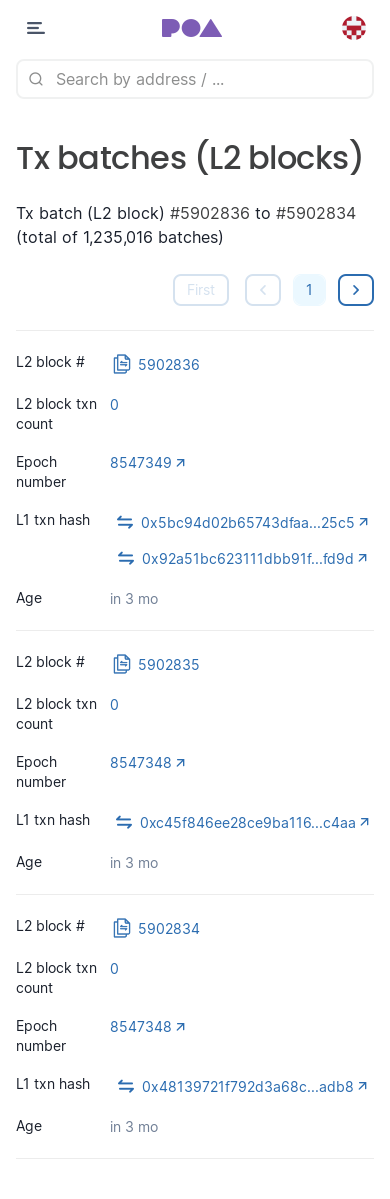 POA
Search by address / ...
Tx batches (L2 blocks)
Tx batch (L2 block) #5902836 to #5902834
(total of 1,235,016 batches)
First
1
L2 block #
5902836
L2 block txn
count
0
Epoch
number
8547349
L1 txn hash
0x5bc94d02b65743dfaa...25c5
0x92a51bc623111dbb91f...fd9d
Age
in 3 mo
L2 block #
5902835
L2 block txn
count
0
Epoch
number
8547348
L1 txn hash
0xc45f846ee28ce9ba116...c4aa
Age
in 3 mo
L2 block #
5902834
L2 block txn
count
0
Epoch
number
8547348
L1 txn hash
0x48139721f792d3a68c...adb8
Age
in 3 mo